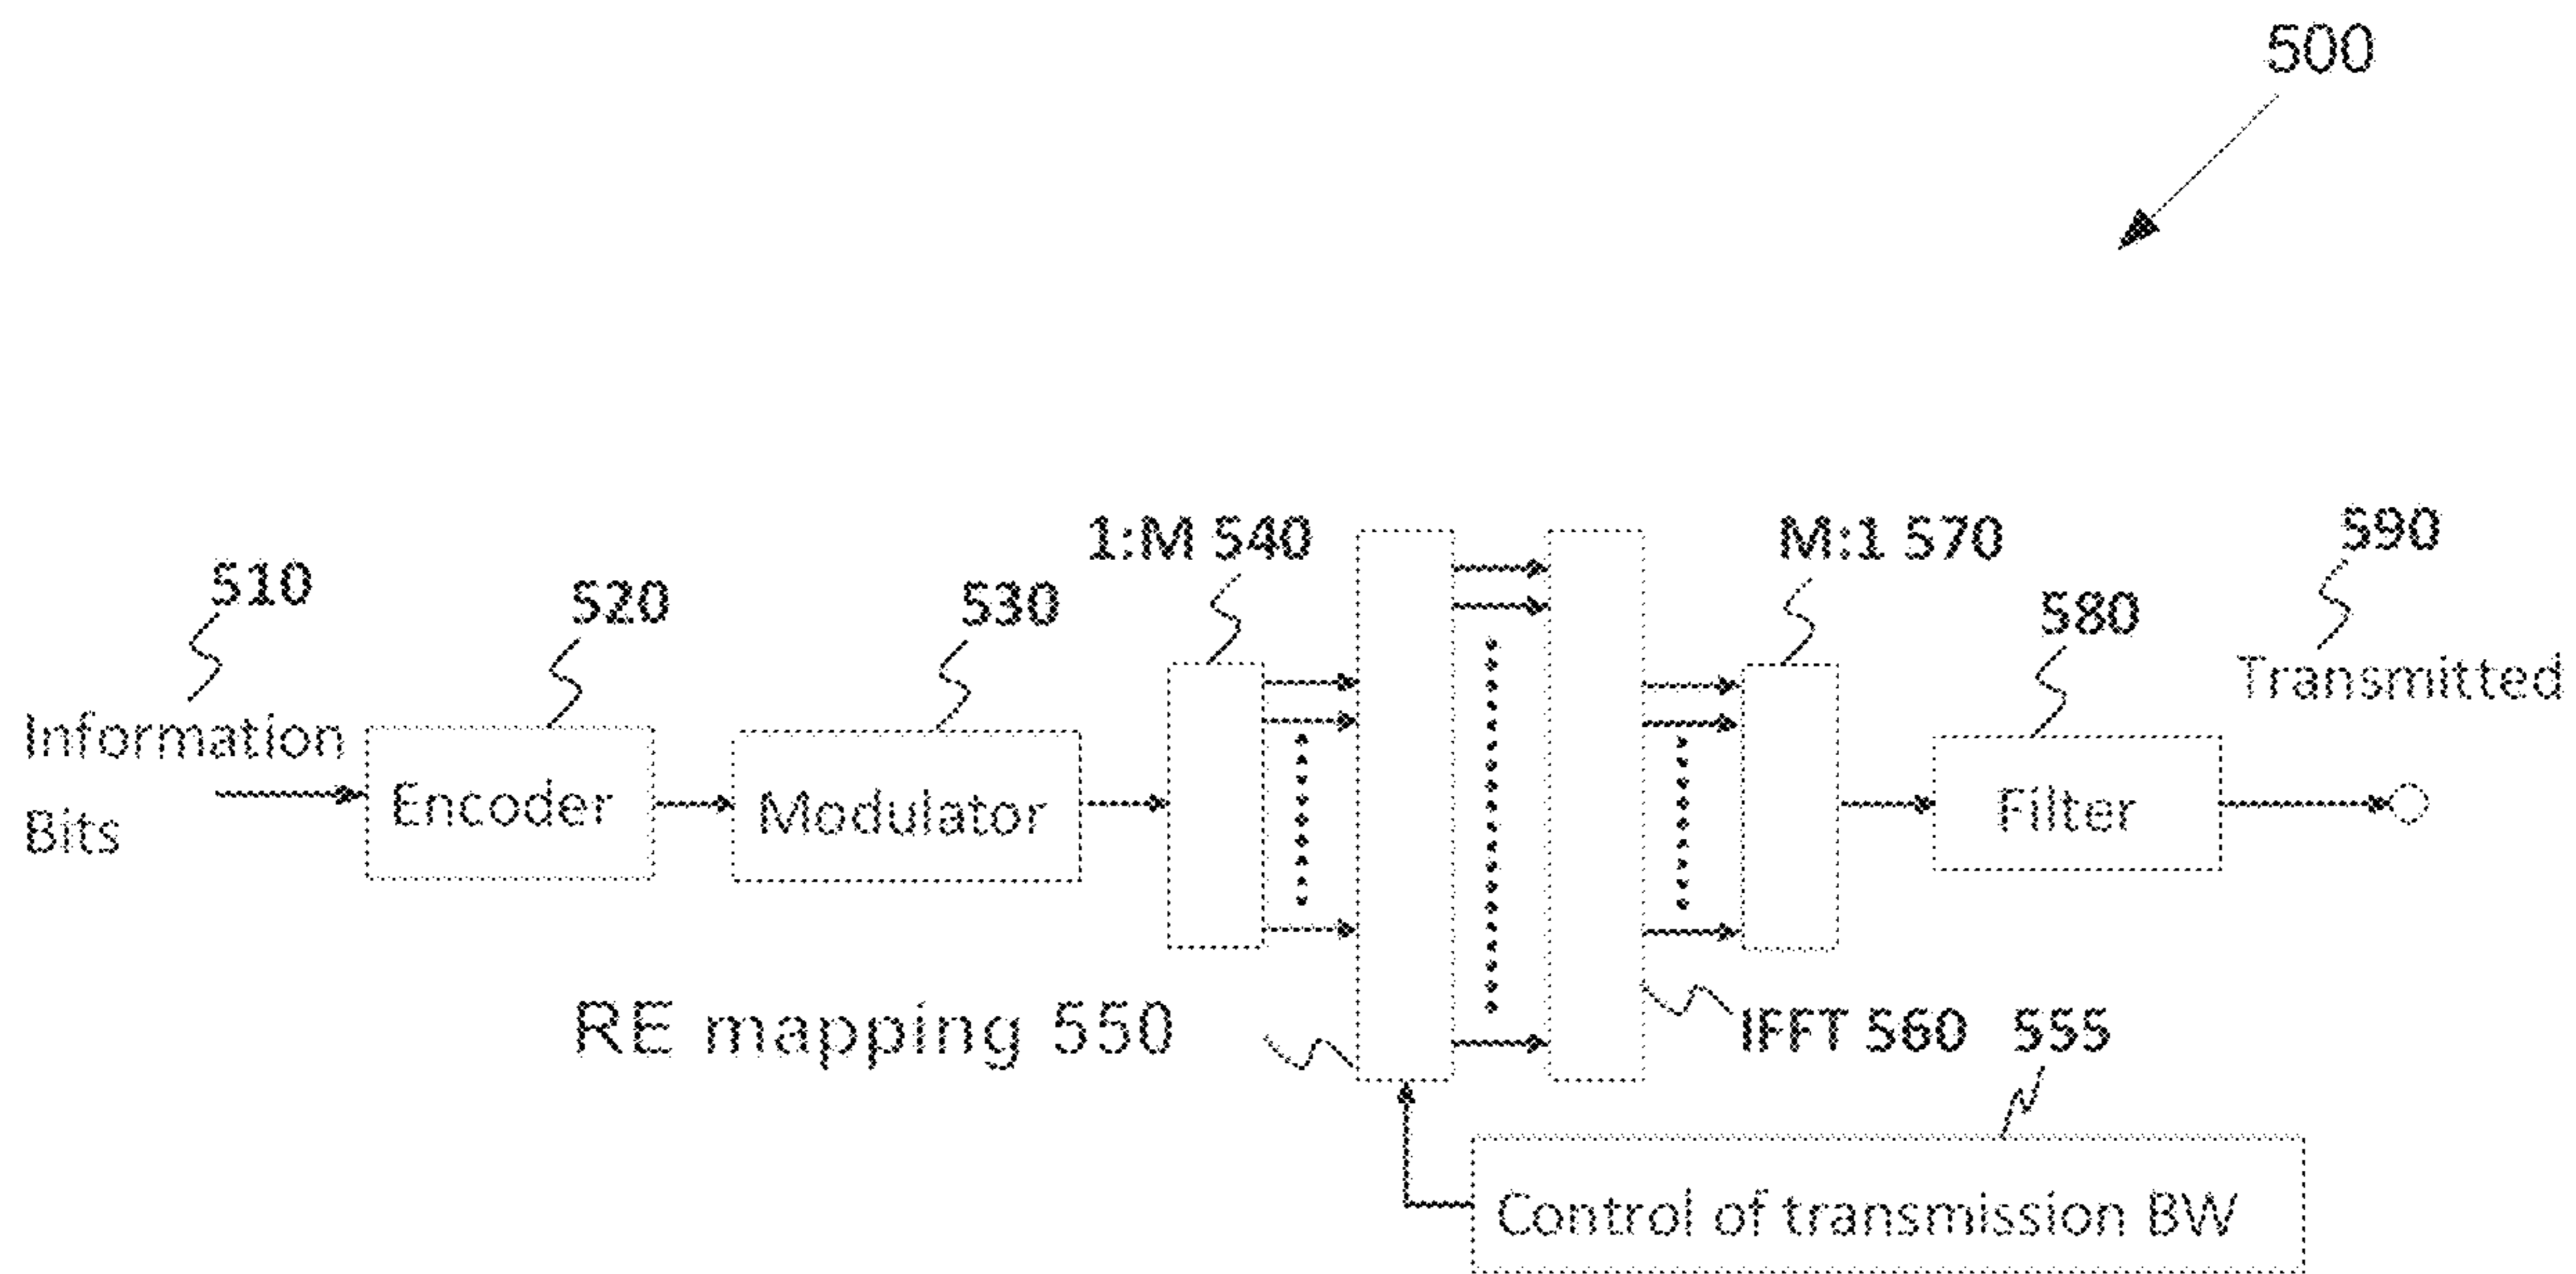 500
510
520
530
1:M 540
M:1 570
580
590
Transmitted
Information
Bits
Encoder
Modulator
Filter
RE mapping 550
IFFT 560
555
Control of transmission BW